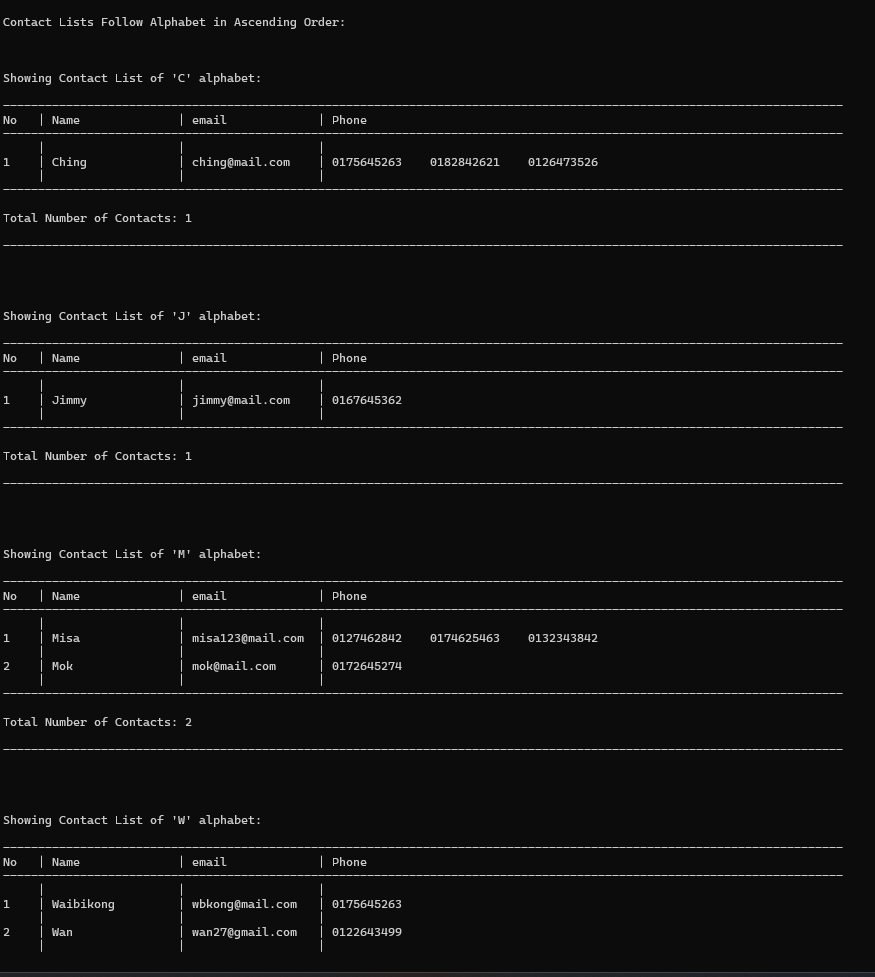 Contact Lists Follow Alphabet in Ascending Order:
Showing Contact List of 'C' alphabet:
No | Name | email | Phone
1 | Ching | ching@mail.com | 0175645263 0182842621 0126473526
Total Number of Contacts: 1
Showing Contact List of 'J' alphabet:
No | Name | email | Phone
1 | Jimmy | jimmy@mail.com | 0167645362
Total Number of Contacts: 1
Showing Contact List of 'M' alphabet:
No | Name | email | Phone
1 | Misa | misa123@mail.com | 0127462842 0174625463 0132343842
2 | Mok | mok@mail.com | 0172645274
Total Number of Contacts: 2
Showing Contact List of 'W' alphabet:
No | Name | email | Phone
1 | Waibikong | wbkong@mail.com | 0175645263
2 | Wan | wan27@gmail.com | 0122643499